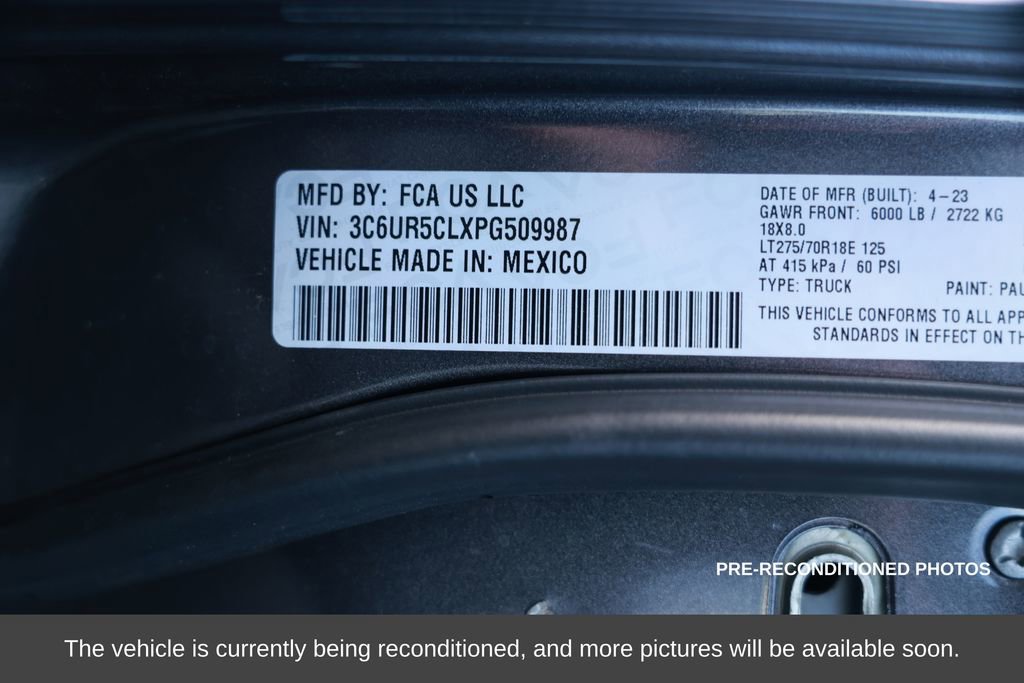 MFD BY: FCA US LLC
VIN: 3C6UR5CLXPG509987
VEHICLE MADE IN: MEXICO
DATE OF MFR (BUILT): 4-23
GAWR FRONT: 6000 LB / 2722 KG
18X8.0
LT275/70R18E 125
AT 415 kPa / 60 PSI
TYPE: TRUCK PAINT: PAU
THIS VEHICLE CONFORMS TO ALL APP
STANDARDS IN EFFECT ON TH
PRE-RECONDITIONED PHOTOS
The vehicle is currently being reconditioned, and more pictures will be available soon.